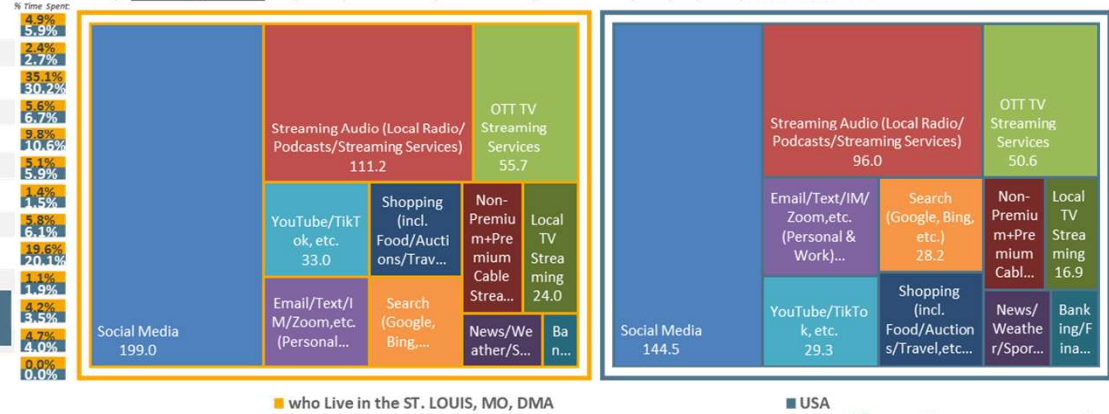 % Time Spent:
4.9%
5.9%
2.4%
2.7%
35.1%
30.2%
5.6%
6.7%
9.8%
10.6%
5.1%
5.9%
1.4%
1.5%
5.8%
6.1%
19.6%
20.1%
1.1%
1.9%
4.2%
3.5%
4.7%
4.0%
0.0%
0.0%
Social Media
199.0
Streaming Audio (Local Radio/
Podcasts/Streaming Services)
111.2
OTT TV
Streaming
Services
55.7
YouTube/TikT
ok, etc.
33.0
Shopping
(incl.
Food/Aucti
ons/Trav...
Non-
Premiu
m+Pre
mium
Cable
Strea...
Local
TV
Strea
ming
24.0
Email/Text/I
M/Zoom,etc.
(Personal...
Search
(Google,
Bing,...
News/We
ather/S...
Ba
n...
Social Media
144.5
Streaming Audio (Local Radio/
Podcasts/Streaming Services)
96.0
OTT TV
Streaming
Services
50.6
Email/Text/IM/
Zoom,etc.
(Personal &
Work)...
Search
(Google, Bing,
etc.)
28.2
Non-
Premiu
m+Pre
mium
Cabl...
Local
TV
Strea
ming
16.9
YouTube/TikTo
k, etc.
29.3
Shopping
(incl.
Food/Auction
s/Travel,etc...
News/
Weathe
r/Spor...
Bank
ing/F
ina...
who Live in the ST. LOUIS, MO, DMA
USA